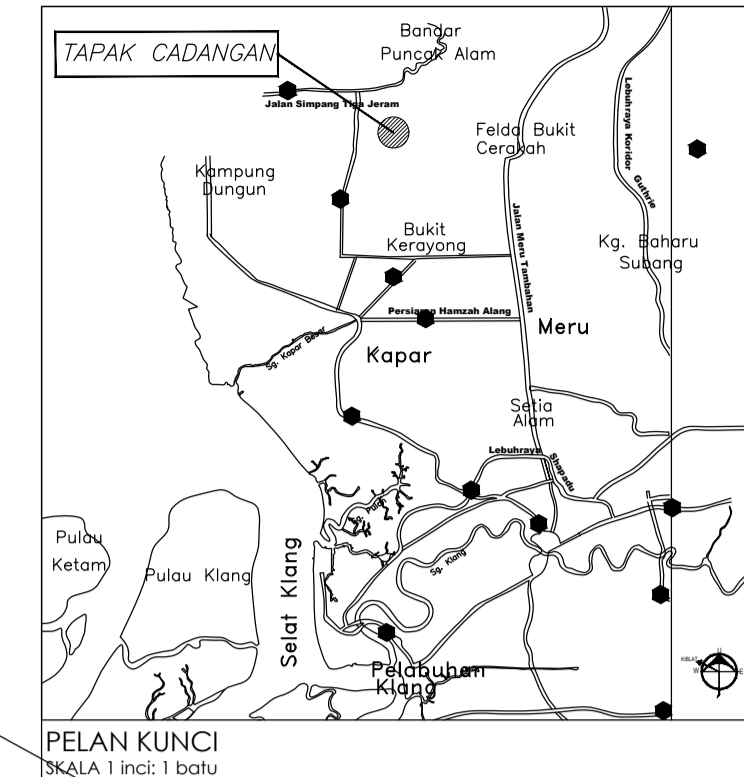 Bandar
Puncak Alam
TAPAK CADANGAN
Jalan Simpang Tiga Jeram
Felda Bukit
Cerakah
Lebuhraya Koridor Guthrie
Kampung
Dungun
Jalan Meru Tambahan
Bukit
Kerayong
Kg. Baharu
Subang
Persiaran Hamzah Alang
Meru
Sg. Kapar Besar
Kapar
Setia
Alam
Lebuhraya Shapadu
Sg. Puloh
Pulau
Ketam
Pulau Klang
Selat Klang
Sg. Klang
Pelabuhan
Klang
KIBLAT
U
W
E
PELAN KUNCI
SKALA 1 inci: 1 batu